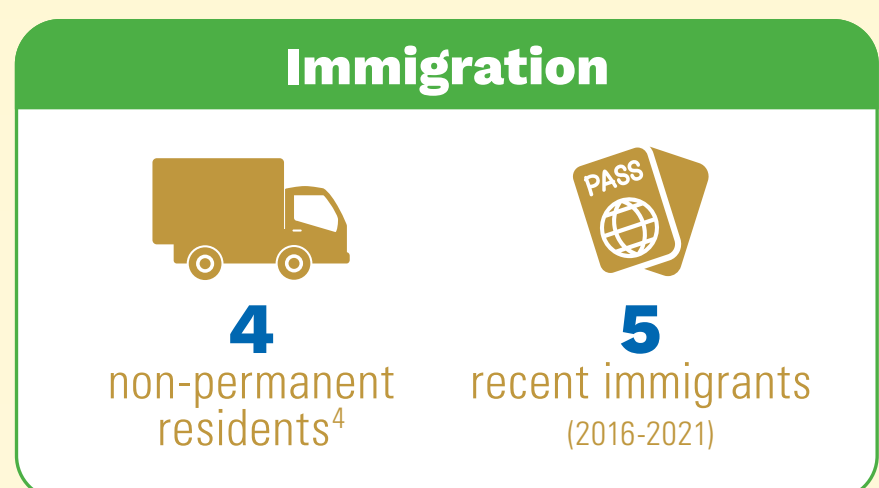 Immigration
PASS
4
non-permanent
residents⁴
5
recent immigrants
(2016-2021)